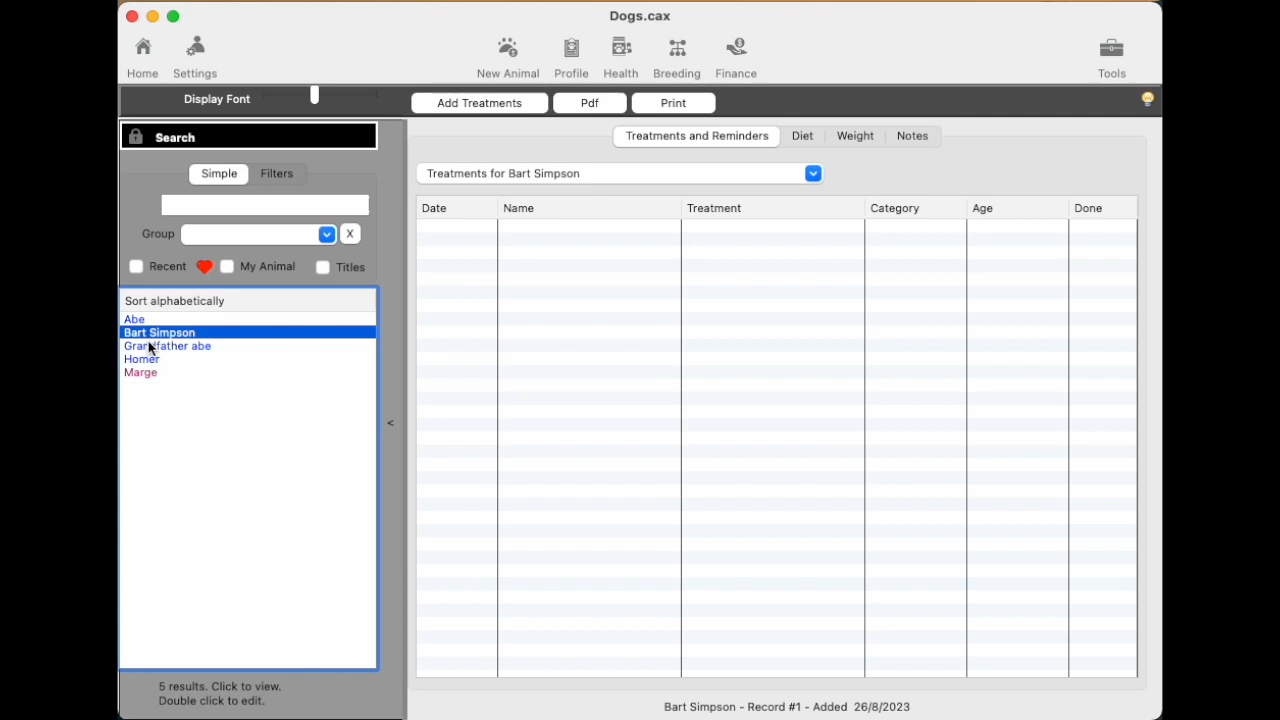 Dogs.cax
Home Settings New Animal Profile Health Breeding Finance Tools
Display Font Add Treatments Pdf Print
Search
Simple Filters
Group X
Recent My Animal Titles
Sort alphabetically
Abe
Bart Simpson
Grandfather abe
Homer
Marge
5 results. Click to view.
Double click to edit.
<
Treatments and Reminders Diet Weight Notes
Treatments for Bart Simpson
Date Name Treatment Category Age Done
Bart Simpson - Record #1 - Added 26/8/2023